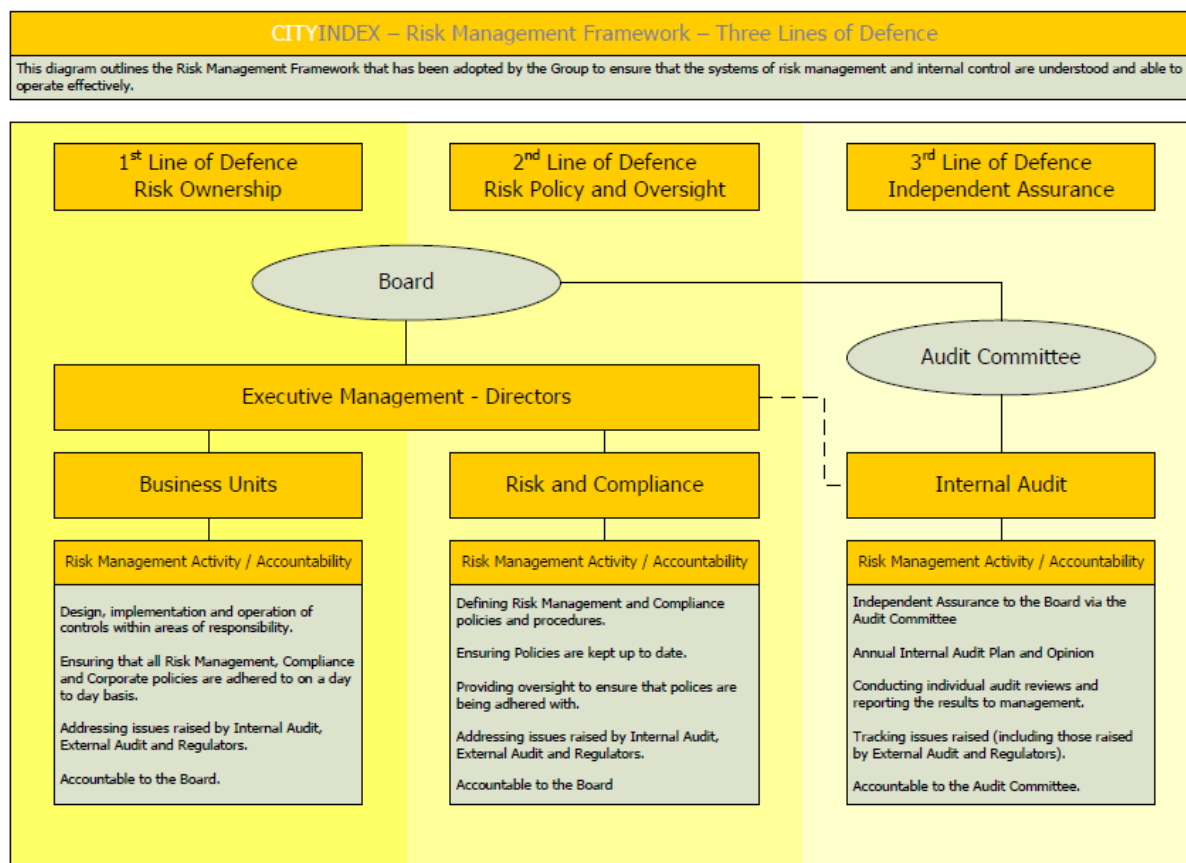 CITYINDEX – Risk Management Framework – Three Lines of Defence
This diagram outlines the Risk Management Framework that has been adopted by the Group to ensure that the systems of risk management and internal control are understood and able to
operate effectively.
1st Line of Defence
Risk Ownership
2nd Line of Defence
Risk Policy and Oversight
3rd Line of Defence
Independent Assurance
Board
Audit Committee
Executive Management - Directors
Business Units
Risk and Compliance
Internal Audit
Risk Management Activity / Accountability
Design, implementation and operation of
controls within areas of responsibility.
Ensuring that all Risk Management, Compliance
and Corporate policies are adhered to on a day
to day basis.
Addressing issues raised by Internal Audit,
External Audit and Regulators.
Accountable to the Board.
Risk Management Activity / Accountability
Defining Risk Management and Compliance
policies and procedures.
Ensuring Policies are kept up to date.
Providing oversight to ensure that polices are
being adhered with.
Addressing issues raised by Internal Audit,
External Audit and Regulators.
Accountable to the Board
Risk Management Activity / Accountability
Independent Assurance to the Board via the
Audit Committee
Annual Internal Audit Plan and Opinion
Conducting individual audit reviews and
reporting the results to management.
Tracking issues raised (including those raised
by External Audit and Regulators).
Accountable to the Audit Committee.